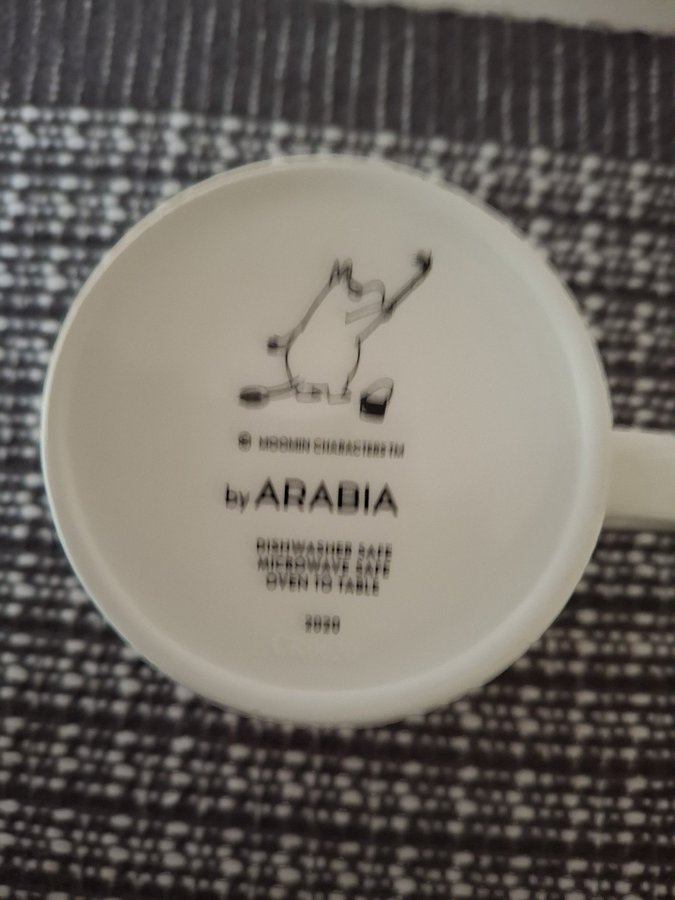 © MOOMIN CHARACTERS TM
by ARABIA
DISHWASHER SAFE
MICROWAVE SAFE
OVEN TO TABLE
2020